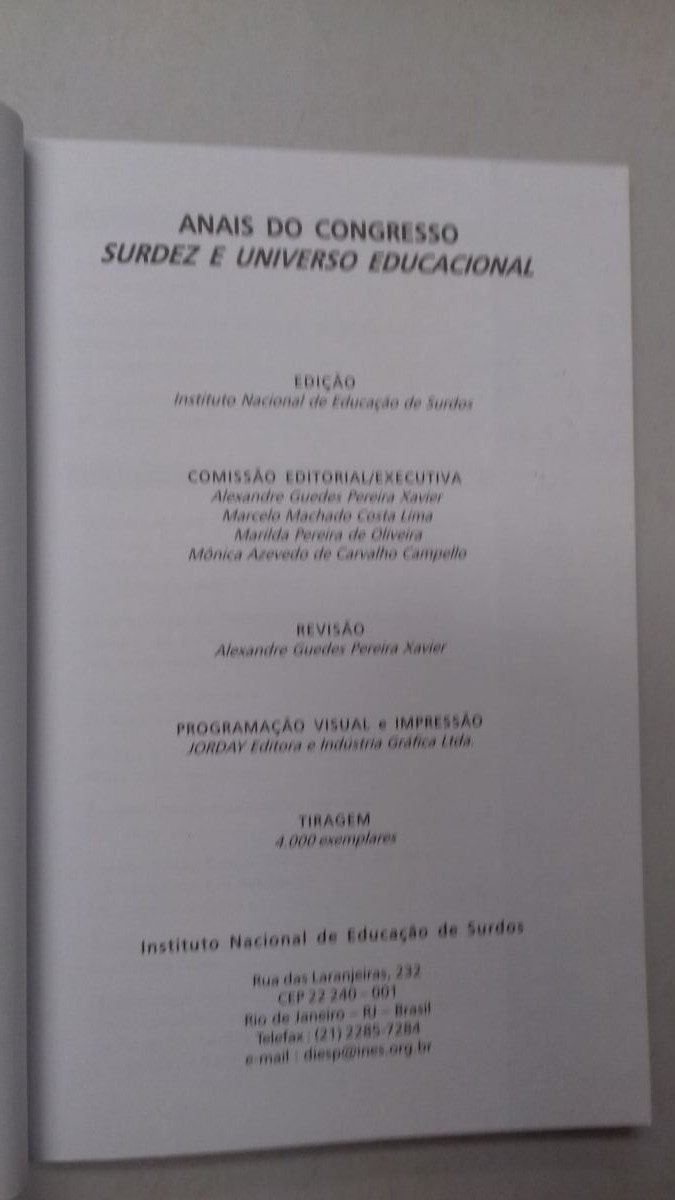 ANAIS DO CONGRESSO
SURDEZ E UNIVERSO EDUCACIONAL
EDIÇÃO
Instituto Nacional de Educação de Surdos
COMISSÃO EDITORIAL/EXECUTIVA
Alexandre Guedes Pereira Xavier
Marcelo Machado Costa Lima
Marilda Pereira de Oliveira
Mônica Azevedo de Carvalho Campello
REVISÃO
Alexandre Guedes Pereira Xavier
PROGRAMAÇÃO VISUAL e IMPRESSÃO
JORDAY Editora e Indústria Gráfica Ltda.
TIRAGEM
4.000 exemplares
Instituto Nacional de Educação de Surdos
Rua das Laranjeiras, 232
CEP 22 240 - 001
Rio de Janeiro - RJ - Brasil
Telefax : (21) 2285-7284
e-mail : diesp@ines.org.br